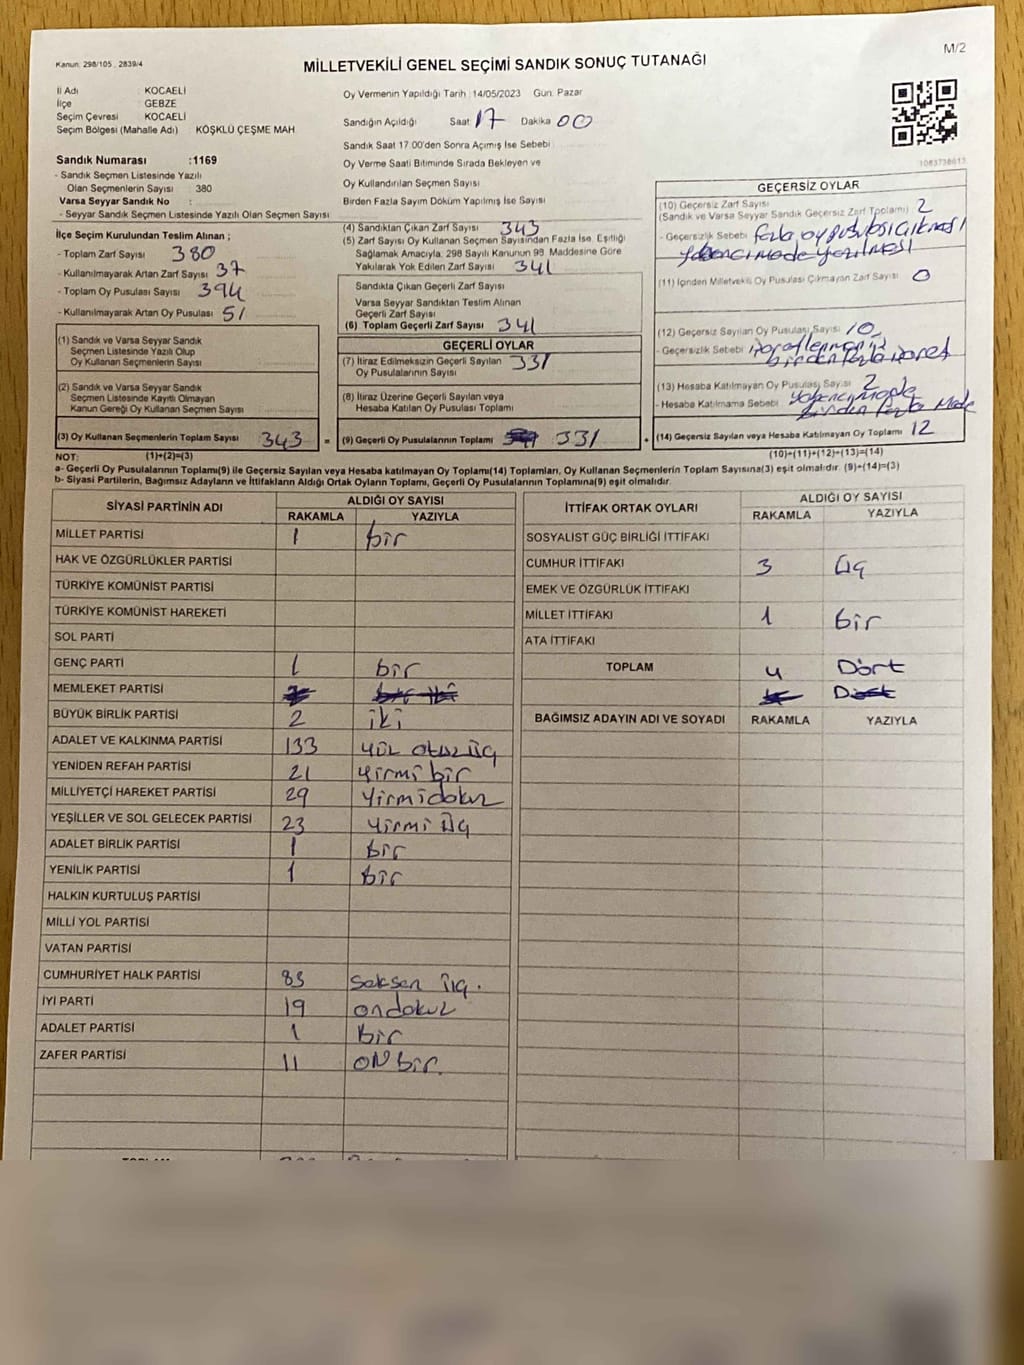 M/2
Kanun: 298/105 , 2839/4
MİLLETVEKİLİ GENEL SEÇİMİ SANDIK SONUÇ TUTANAĞI
İl Adı : KOCAELİ
İlçe : GEBZE
Seçim Çevresi : KOCAELİ
Seçim Bölgesi (Mahalle Adı) : KÖŞKLÜ ÇEŞME MAH
Sandık Numarası :1169
- Sandık Seçmen Listesinde Yazılı
Olan Seçmenlerin Sayısı : 380
Varsa Seyyar Sandık No :
- Seyyar Sandık Seçmen Listesinde Yazılı Olan Seçmen Sayısı
Oy Vermenin Yapıldığı Tarih : 14/05/2023 Gün: Pazar
Sandığın Açıldığı Saat 17 Dakika 00
Sandık Saat 17.00'den Sonra Açımış İse Sebebi
Oy Verme Saati Bitiminde Sırada Bekleyen ve
Oy Kullandırılan Seçmen Sayısı
Birden Fazla Sayım Döküm Yapılmış İse Sayısı
1083738613
İlçe Seçim Kurulundan Teslim Alınan ;
- Toplam Zarf Sayısı 380
- Kullanılmayarak Artan Zarf Sayısı 37
- Toplam Oy Pusulası Sayısı 394
- Kullanılmayarak Artan Oy Pusulası 51
(1) Sandık ve Varsa Seyyar Sandık
Seçmen Listesinde Yazılı Olup
Oy Kullanan Seçmenlerin Sayısı
(2) Sandık ve Varsa Seyyar Sandık
Seçmen Listesinde Kayıtlı Olmayan
Kanun Gereği Oy Kullanan Seçmen Sayısı
(3) Oy Kullanan Seçmenlerin Toplam Sayısı 343 =
(4) Sandıktan Çıkan Zarf Sayısı 343
(5) Zarf Sayısı Oy Kullanan Seçmen Sayısından Fazla İse, Eşitliği
Sağlamak Amacıyla, 298 Sayılı Kanunun 98. Maddesine Göre
Yakılarak Yok Edilen Zarf Sayısı 341
Sandıkta Çıkan Geçerli Zarf Sayısı
Varsa Seyyar Sandıktan Teslim Alınan
Geçerli Zarf Sayısı
(6) Toplam Geçerli Zarf Sayısı 341
GEÇERLİ OYLAR
(7) İtiraz Edilmeksizin Geçerli Sayılan 331
Oy Pusulalarının Sayısı
(8) İtiraz Üzerine Geçerli Sayılan veya
Hesaba Katılan Oy Pusulası Toplamı
(9) Geçerli Oy Pusulalarının Toplamı 331 +
GEÇERSİZ OYLAR
(10) Geçersiz Zarf Sayısı 2
(Sandık ve Varsa Seyyar Sandık Geçersiz Zarf Toplamı)
- Geçersizlik Sebebi fazla oy pusulası çıkması
yabancı madde yazılması
(11) İçinden Milletvekili Oy Pusulası Çıkmayan Zarf Sayısı 0
(12) Geçersiz Sayılan Oy Pusulası Sayısı 10
- Geçersizlik Sebebi
birden fazla işaret
(13) Hesaba Katılmayan Oy Pusulası Sayısı 2
- Hesaba Katılmama Sebebi yabancı madde
birden fazla Made
(14) Geçersiz Sayılan veya Hesaba Katılmayan Oy Toplamı 12
NOT: (1)+(2)=(3)
(10)+(11)+(12)+(13)=(14)
a- Geçerli Oy Pusulalarının Toplamı(9) ile Geçersiz Sayılan veya Hesaba katılmayan Oy Toplamı(14) Toplamları, Oy Kullanan Seçmenlerin Toplam Sayısına(3) eşit olmalıdır. (9)+(14)=(3)
b- Siyasi Partilerin, Bağımsız Adayların ve İttifakların Aldığı Oyların Toplamı, Geçerli Oy Pusulalarının Toplamına(9) eşit olmalıdır.
SİYASİ PARTİNİN ADI ALDIĞI OY SAYISI
RAKAMLA YAZIYLA
MİLLET PARTİSİ 1 bir
HAK VE ÖZGÜRLÜKLER PARTİSİ
TÜRKİYE KOMÜNİST PARTİSİ
TÜRKİYE KOMÜNİST HAREKETİ
SOL PARTİ
GENÇ PARTİ 1 bir
MEMLEKET PARTİSİ
BÜYÜK BİRLİK PARTİSİ 2 iki
ADALET VE KALKINMA PARTİSİ 133 yüz otuz üç
YENİDEN REFAH PARTİSİ 21 yirmi bir
MİLLİYETÇİ HAREKET PARTİSİ 29 yirmidokuz
YEŞİLLER VE SOL GELECEK PARTİSİ 23 yirmi üç
ADALET BİRLİK PARTİSİ 1 bir
YENİLİK PARTİSİ 1 bir
HALKIN KURTULUŞ PARTİSİ
MİLLİ YOL PARTİSİ
VATAN PARTİSİ
CUMHURİYET HALK PARTİSİ 83 seksen üç.
İYİ PARTİ 19 ondokuz
ADALET PARTİSİ 1 Bir
ZAFER PARTİSİ 11 ON bir.
TOPLAM
İTTİFAK ORTAK OYLARI ALDIĞI OY SAYISI
RAKAMLA YAZIYLA
SOSYALIST GÜÇ BİRLİĞİ İTTİFAKI
CUMHUR İTTİFAKI 3 Üç
EMEK VE ÖZGÜRLÜK İTTİFAKI
MİLLET İTTİFAKI 1 bir
ATA İTTİFAKI
TOPLAM 4 Dört
BAĞIMSIZ ADAYIN ADI VE SOYADI RAKAMLA YAZIYLA